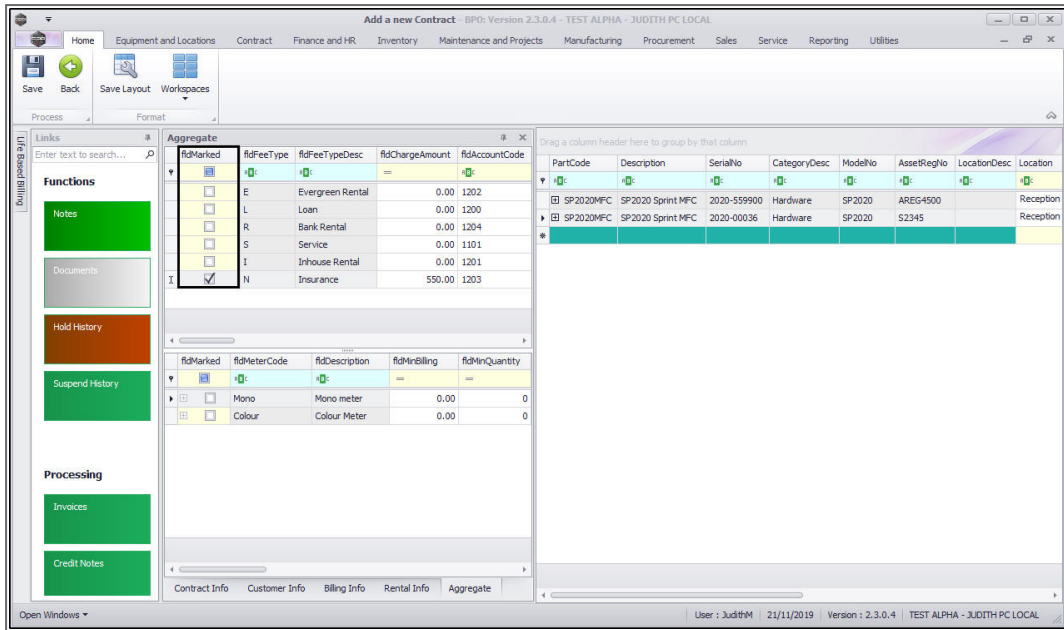 Add a new Contract - BPO: Version 2.3.0.4 - TEST ALPHA - JUDITH PC LOCAL
Home Equipment and Locations Contract Finance and HR Inventory Maintenance and Projects Manufacturing Procurement Sales Service Reporting Utilities
Save Back Save Layout Workspaces
Process Format
Life Based Billing
Links
Enter text to search...
Functions
Notes
Documents
Hold History
Suspend History
Processing
Invoices
Credit Notes
Aggregate
fldMarked fldFeeType fldFeeTypeDesc fldChargeAmount fldAccountCode
E Evergreen Rental 0.00 1202
L Loan 0.00 1200
R Bank Rental 0.00 1204
S Service 0.00 1101
I Inhouse Rental 0.00 1201
N Insurance 550.00 1203
fldMarked fldMeterCode fldDescription fldMinBilling fldMinQuantity
Mono Mono meter 0.00 0
Colour Colour Meter 0.00 0
Contract Info Customer Info Billing Info Rental Info Aggregate
Drag a column header here to group by that column
PartCode Description SerialNo CategoryDesc ModelNo AssetRegNo LocationDesc Location
SP2020MFC SP2020 Sprint MFC 2020-559900 Hardware SP2020 AREG4500 Reception
SP2020MFC SP2020 Sprint MFC 2020-00036 Hardware SP2020 S2345 Reception
Open Windows User : JudithM 21/11/2019 Version : 2.3.0.4 TEST ALPHA - JUDITH PC LOCAL